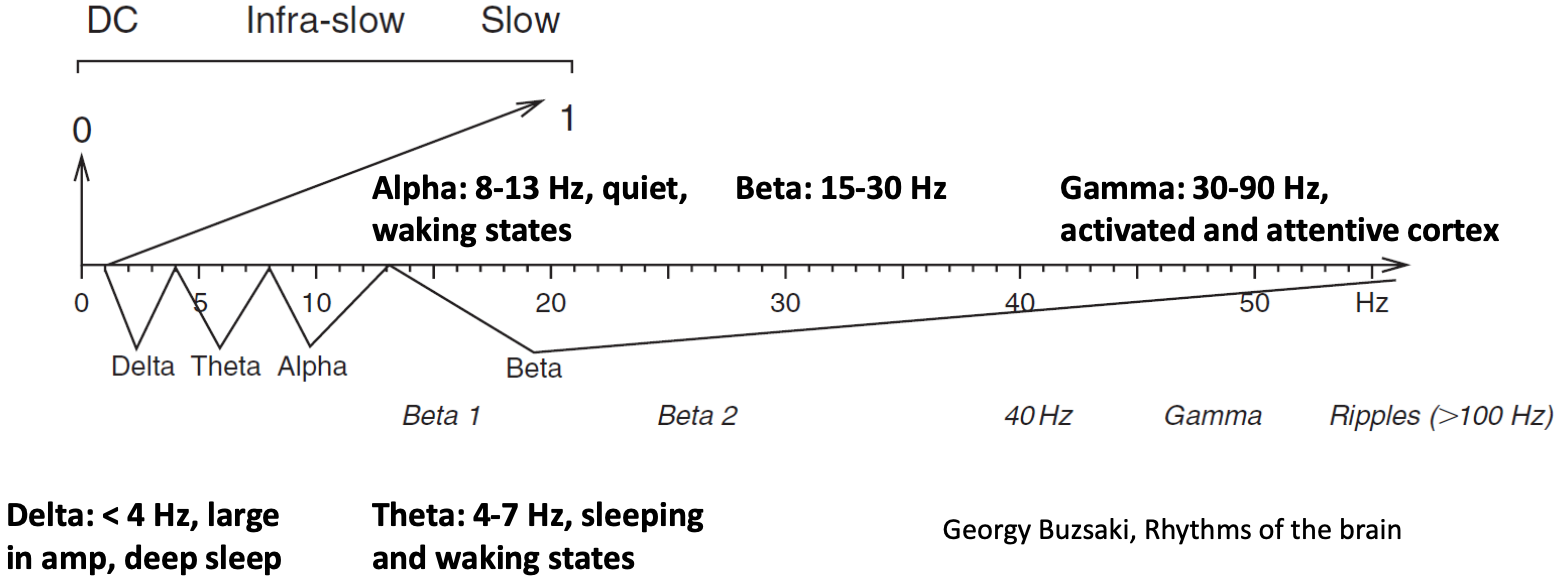 DC Infra-slow Slow
0 1
Alpha: 8-13 Hz, quiet,
waking states
Beta: 15-30 Hz
Gamma: 30-90 Hz,
activated and attentive cortex
0 5 10 20 30 40 50 Hz
Delta Theta Alpha Beta
Beta 1 Beta 2 40 Hz Gamma Ripples (>100 Hz)
Delta: < 4 Hz, large
in amp, deep sleep
Theta: 4-7 Hz, sleeping
and waking states
Georgy Buzsaki, Rhythms of the brain